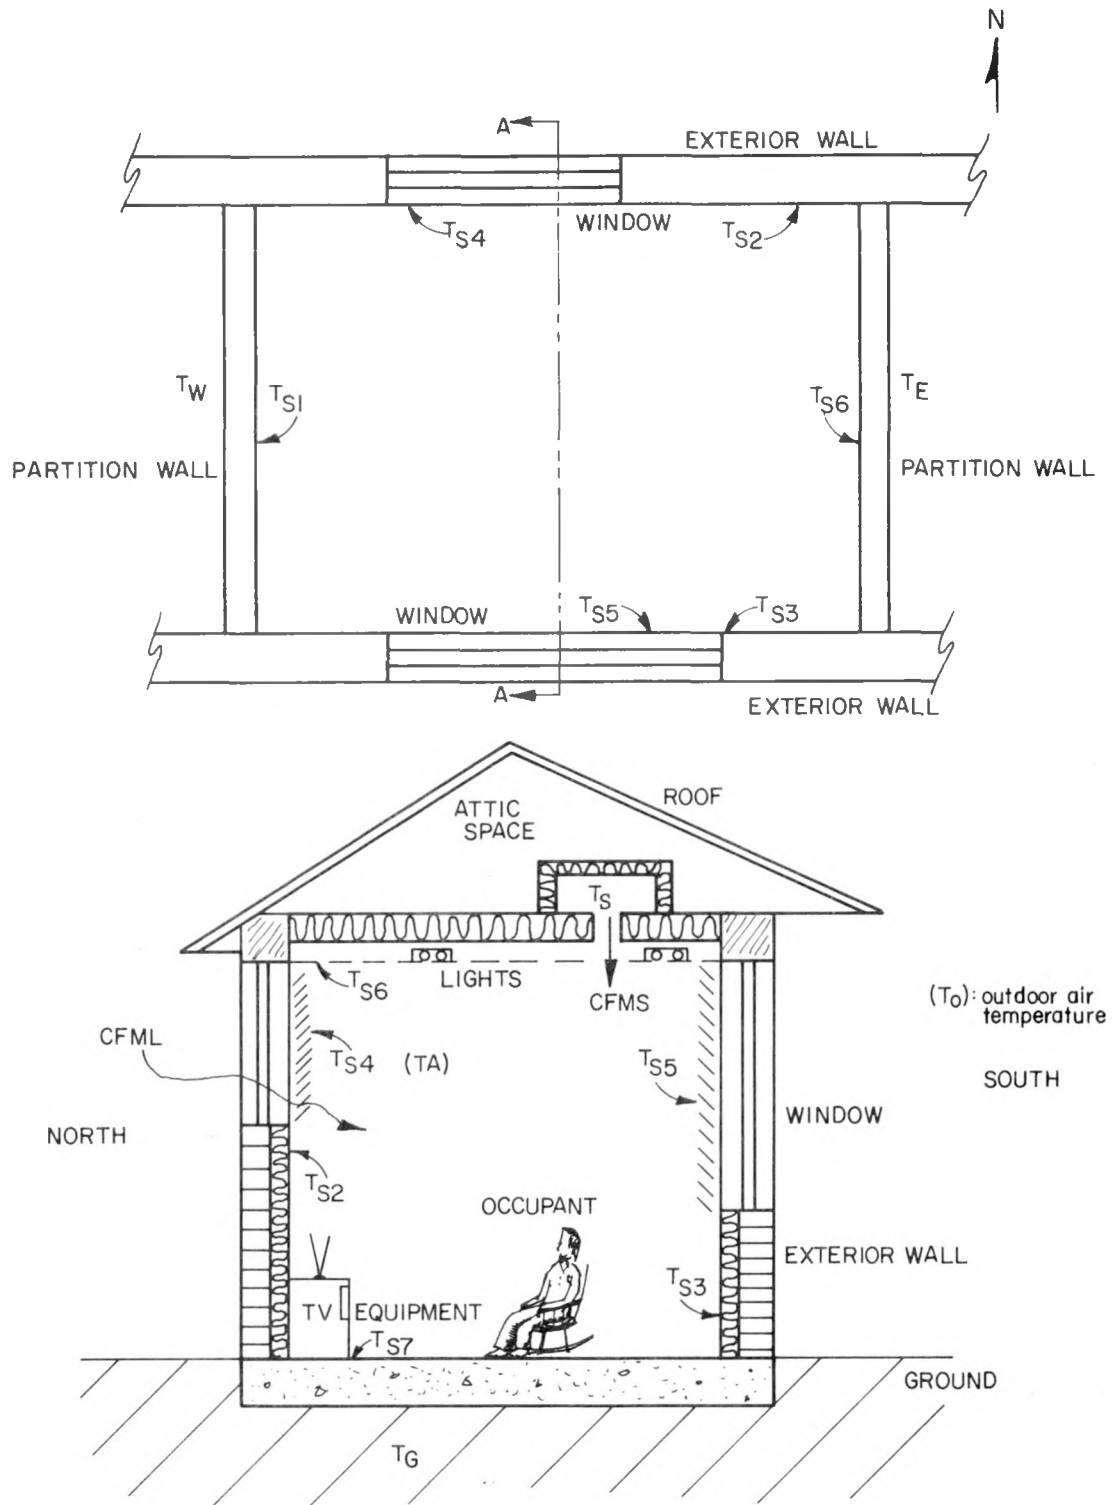 N
A
EXTERIOR WALL
TS4
WINDOW
TS2
TW
TS1
TS6
TE
PARTITION WALL
PARTITION WALL
WINDOW
TS5
TS3
A
EXTERIOR WALL
ROOF
ATTIC
SPACE
TS
TS6
LIGHTS
CFMS
(To): outdoor air
temperature
CFML
TS4 (TA)
TS5
SOUTH
WINDOW
NORTH
TS2
OCCUPANT
EXTERIOR WALL
TS3
TV EQUIPMENT
TS7
GROUND
TG